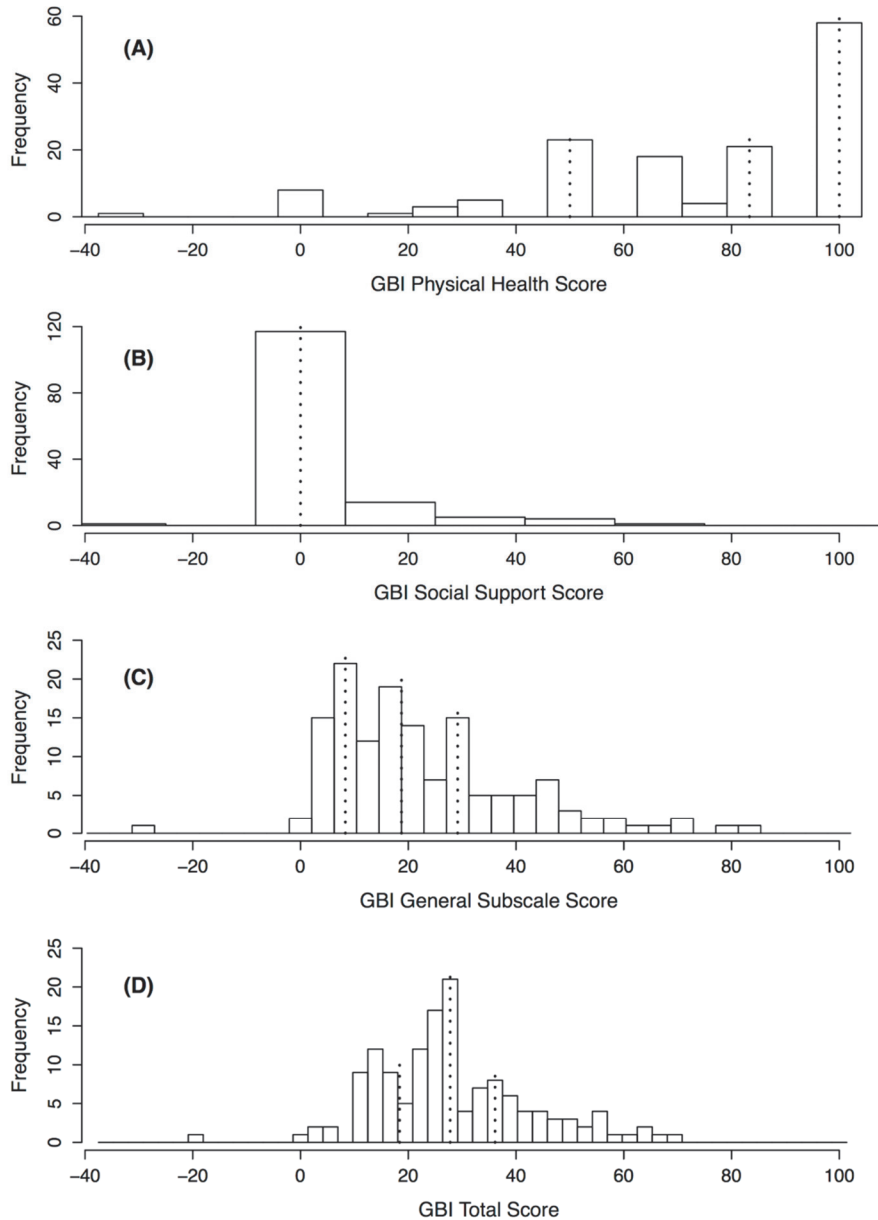 (A)
Frequency
60
40
20
0
−40 −20 0 20 40 60 80 100
GBI Physical Health Score
(B)
Frequency
120
80
40
0
−40 −20 0 20 40 60 80 100
GBI Social Support Score
(C)
Frequency
25
20
15
10
5
0
−40 −20 0 20 40 60 80 100
GBI General Subscale Score
(D)
Frequency
25
20
15
10
5
0
−40 −20 0 20 40 60 80 100
GBI Total Score